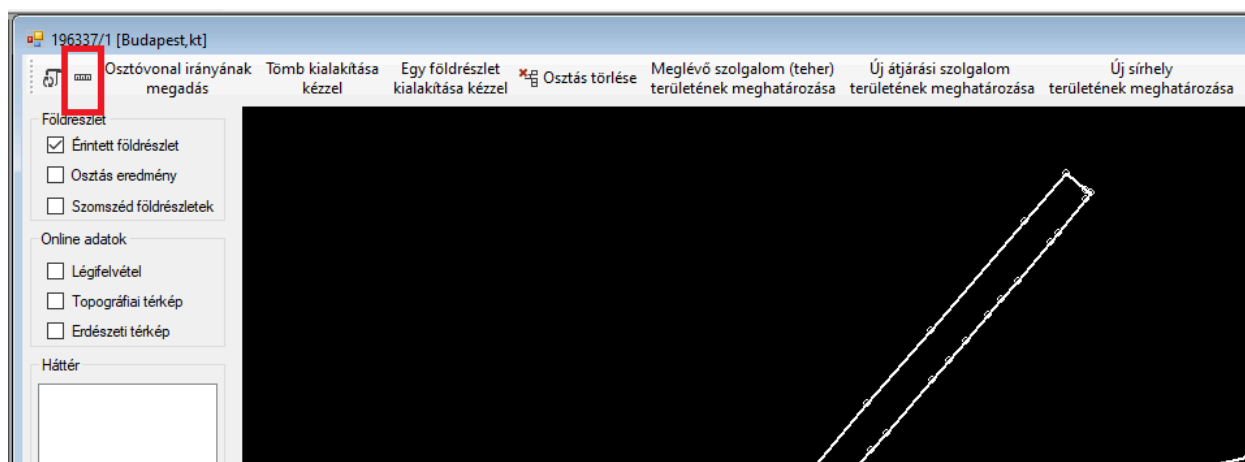 196337/1 [Budapest,kt]
Osztóvonal irányának megadás
Tömb kialakítása kézzel
Egy földrészlet kialakítása kézzel
Osztás törlése
Meglévő szolgalom (teher) területének meghatározása
Új átjárási szolgalom területének meghatározása
Új sírhely területének meghatározása
Földrészlet
Érintett földrészlet
Osztás eredmény
Szomszéd földrészletek
Online adatok
Légifelvétel
Topográfiai térkép
Erdészeti térkép
Háttér